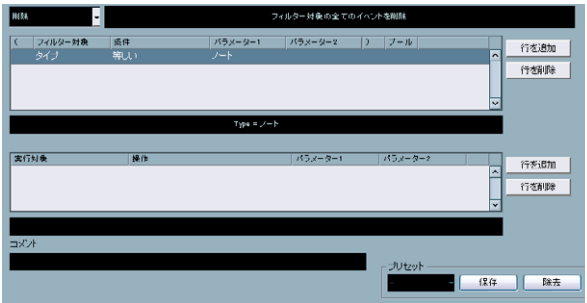 削除 フィルター対象の全てのイベントを削除
( フィルター対象 条件 パラメーター1 パラメーター2 ) ブール
タイプ 等しい ノート
行を追加
行を削除
Type = ノート
実行対象 操作 パラメーター1 パラメーター2
行を追加
行を削除
コメント
プリセット
保存 除去